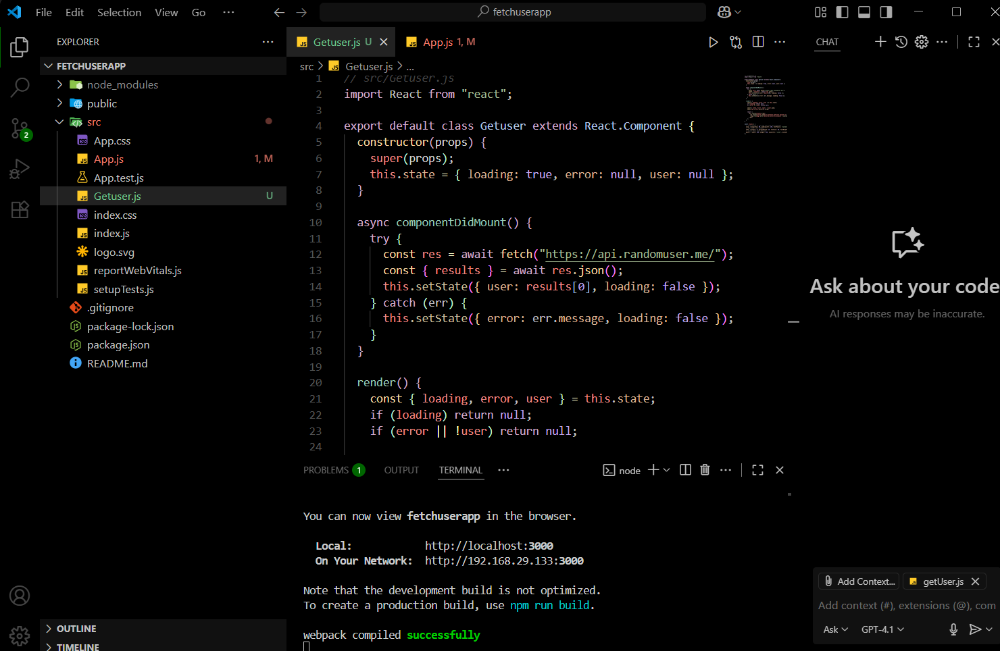 File Edit Selection View Go ...
fetchuserapp
EXPLORER
FETCHUSERAPP
node_modules
public
src
App.css
App.js 1, M
App.test.js
Getuser.js U
index.css
index.js
logo.svg
reportWebVitals.js
setupTests.js
.gitignore
package-lock.json
package.json
README.md
OUTLINE
TIMELINE
2
Getuser.js U
App.js 1, M
src > Getuser.js > ...
1 // src/Getuser.js
2 import React from "react";
3
4 export default class Getuser extends React.Component {
5 constructor(props) {
6 super(props);
7 this.state = { loading: true, error: null, user: null };
8 }
9
10 async componentDidMount() {
11 try {
12 const res = await fetch("https://api.randomuser.me/");
13 const { results } = await res.json();
14 this.setState({ user: results[0], loading: false });
15 } catch (err) {
16 this.setState({ error: err.message, loading: false });
17 }
18 }
19
20 render() {
21 const { loading, error, user } = this.state;
22 if (loading) return null;
23 if (error || !user) return null;
24
PROBLEMS 1 OUTPUT TERMINAL ...
node
You can now view fetchuserapp in the browser.
Local: http://localhost:3000
On Your Network: http://192.168.29.133:3000
Note that the development build is not optimized.
To create a production build, use npm run build.
webpack compiled successfully
CHAT
Ask about your code
AI responses may be inaccurate.
Add Context...
getUser.js
Add context (#), extensions (@), com
Ask
GPT-4.1